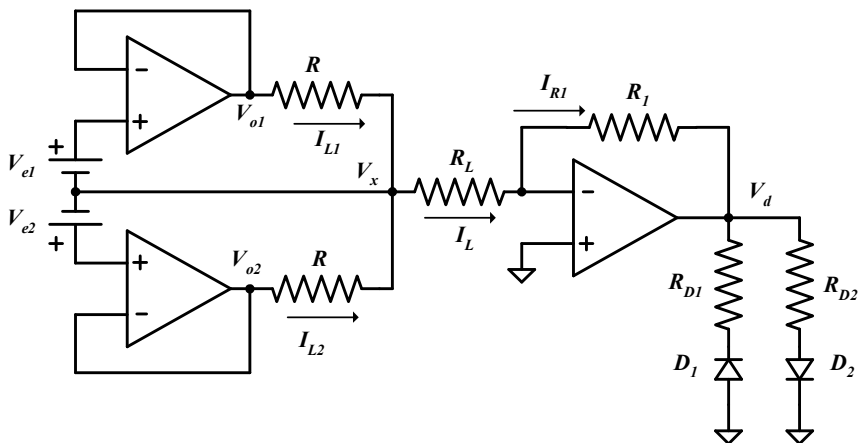 R
I_R1
R_1
V_o1
I_L1
V_e1
V_x
R_L
V_d
V_e2
I_L
V_o2
R
R_D1
R_D2
I_L2
D_1
D_2